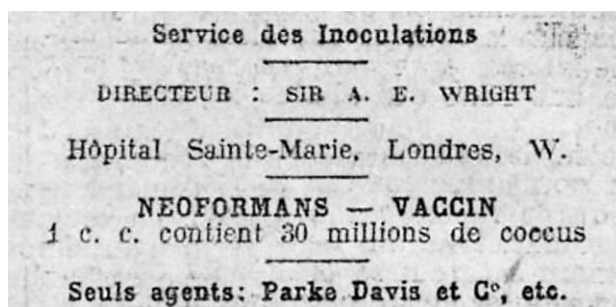 Service des Inoculations
DIRECTEUR : SIR A. E. WRIGHT
Hôpital Sainte-Marie, Londres, W.
NEOFORMANS — VACCIN
1 c. c. contient 30 millions de coccus
Seuls agents: Parke Davis et Cº, etc.